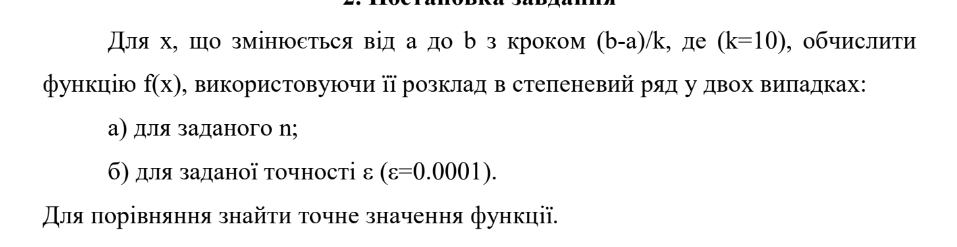 2. Постановка завдання
Для x, що змінюється від a до b з кроком (b-a)/k, де (k=10), обчислити
функцію f(x), використовуючи її розклад в степеневий ряд у двох випадках:
а) для заданого n;
б) для заданої точності ε (ε=0.0001).
Для порівняння знайти точне значення функції.